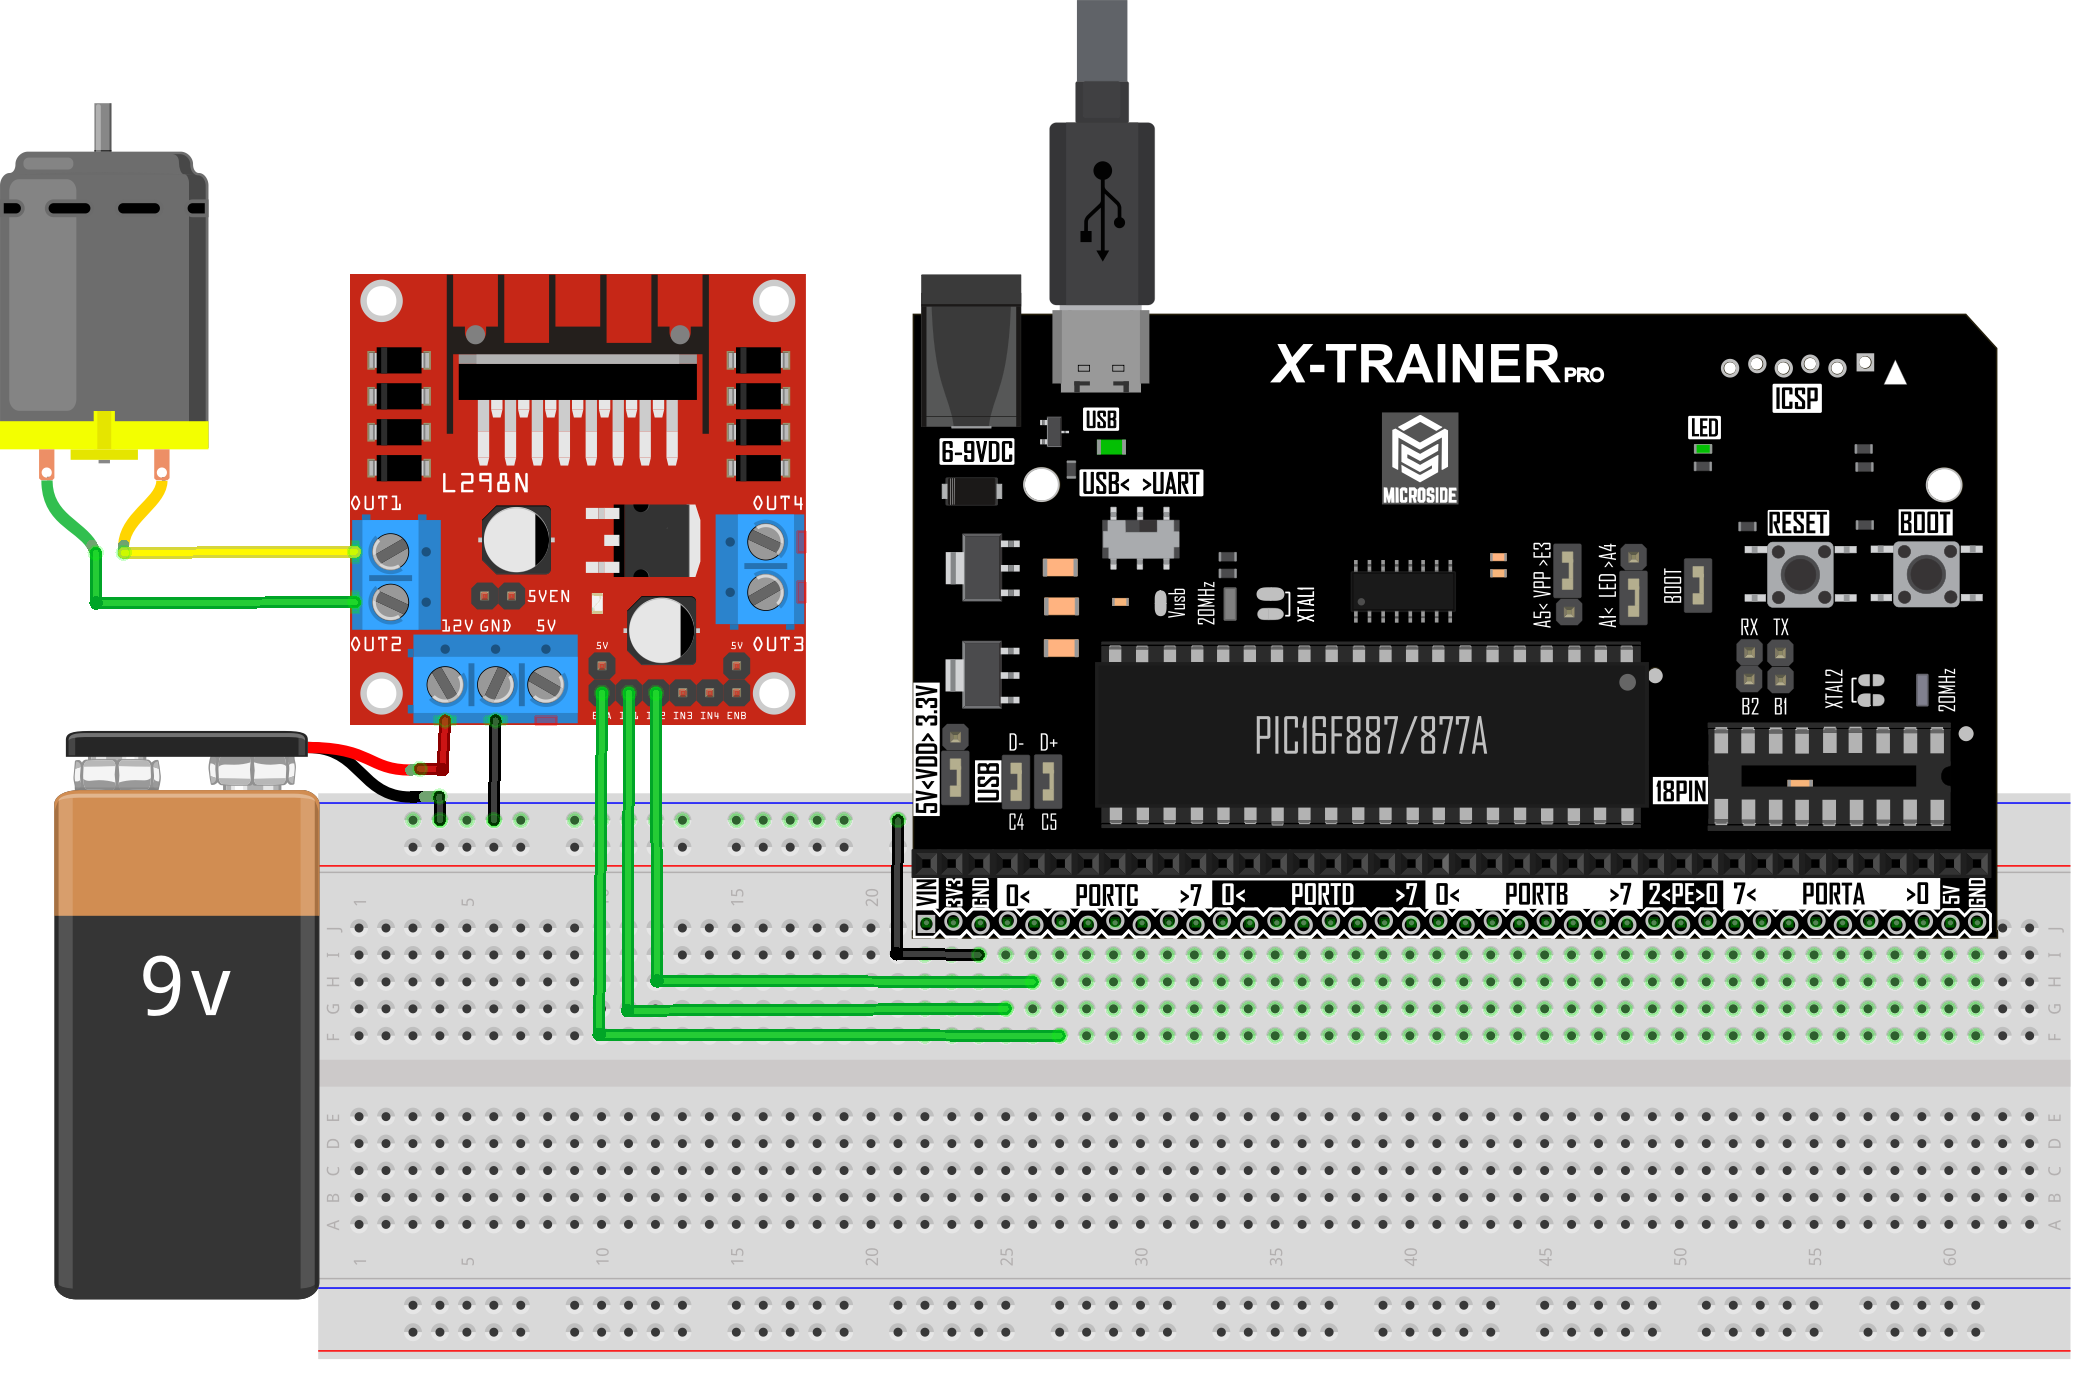 X-TRAINER PRO
ICSP
USB
LED
6-9VDC
USB< >UART
MICROSIDE
RESET
BOOT
L298N
OUT1
OUT4
5VEN
12V GND 5V
OUT2
OUT3
5V
5V
IN3 IN4 ENB
Vusb
20MHz
XTAL1
A5< VPP >E3
A1< LED >A4
BOOT
RX TX
B2 B1
XTAL2
20MHz
5V<VDD> 3.3V
USB
D- D+
C4 C5
PIC16F887/877A
18PIN
VIN 3V3 GND 0< PORTC >7 0< PORTD >7 0< PORTB >7 2<PE>0 7< PORTA >0 5V GND
9v
1 5 15 20
J J
I I
H H
G G
F F
E E
D D
C C
B B
A A
1 5 10 15 20 25 30 35 40 45 50 55 60